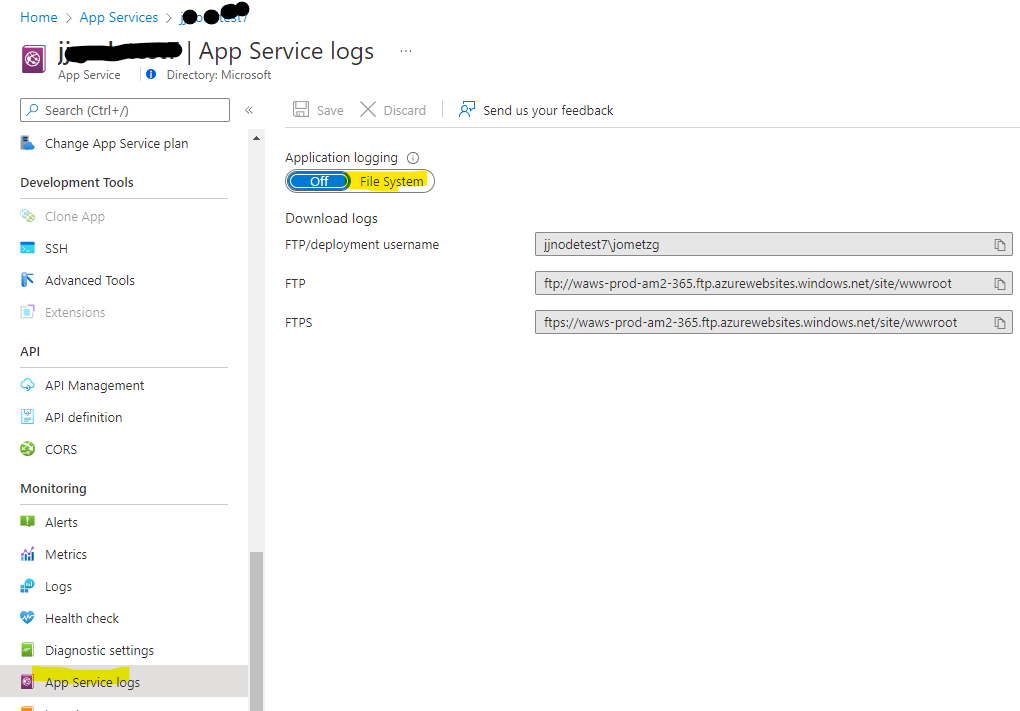 Home > App Services >
| App Service logs ...
App Service
Directory: Microsoft
Search (Ctrl+/)
«
Save
Discard
Send us your feedback
Change App Service plan
Development Tools
Clone App
SSH
Advanced Tools
Extensions
API
API Management
API definition
CORS
Monitoring
Alerts
Metrics
Logs
Health check
Diagnostic settings
App Service logs
Application logging
Off File System
Download logs
FTP/deployment username
jjnodetest7\jometzg
FTP
ftp://waws-prod-am2-365.ftp.azurewebsites.windows.net/site/wwwroot
FTPS
ftps://waws-prod-am2-365.ftp.azurewebsites.windows.net/site/wwwroot